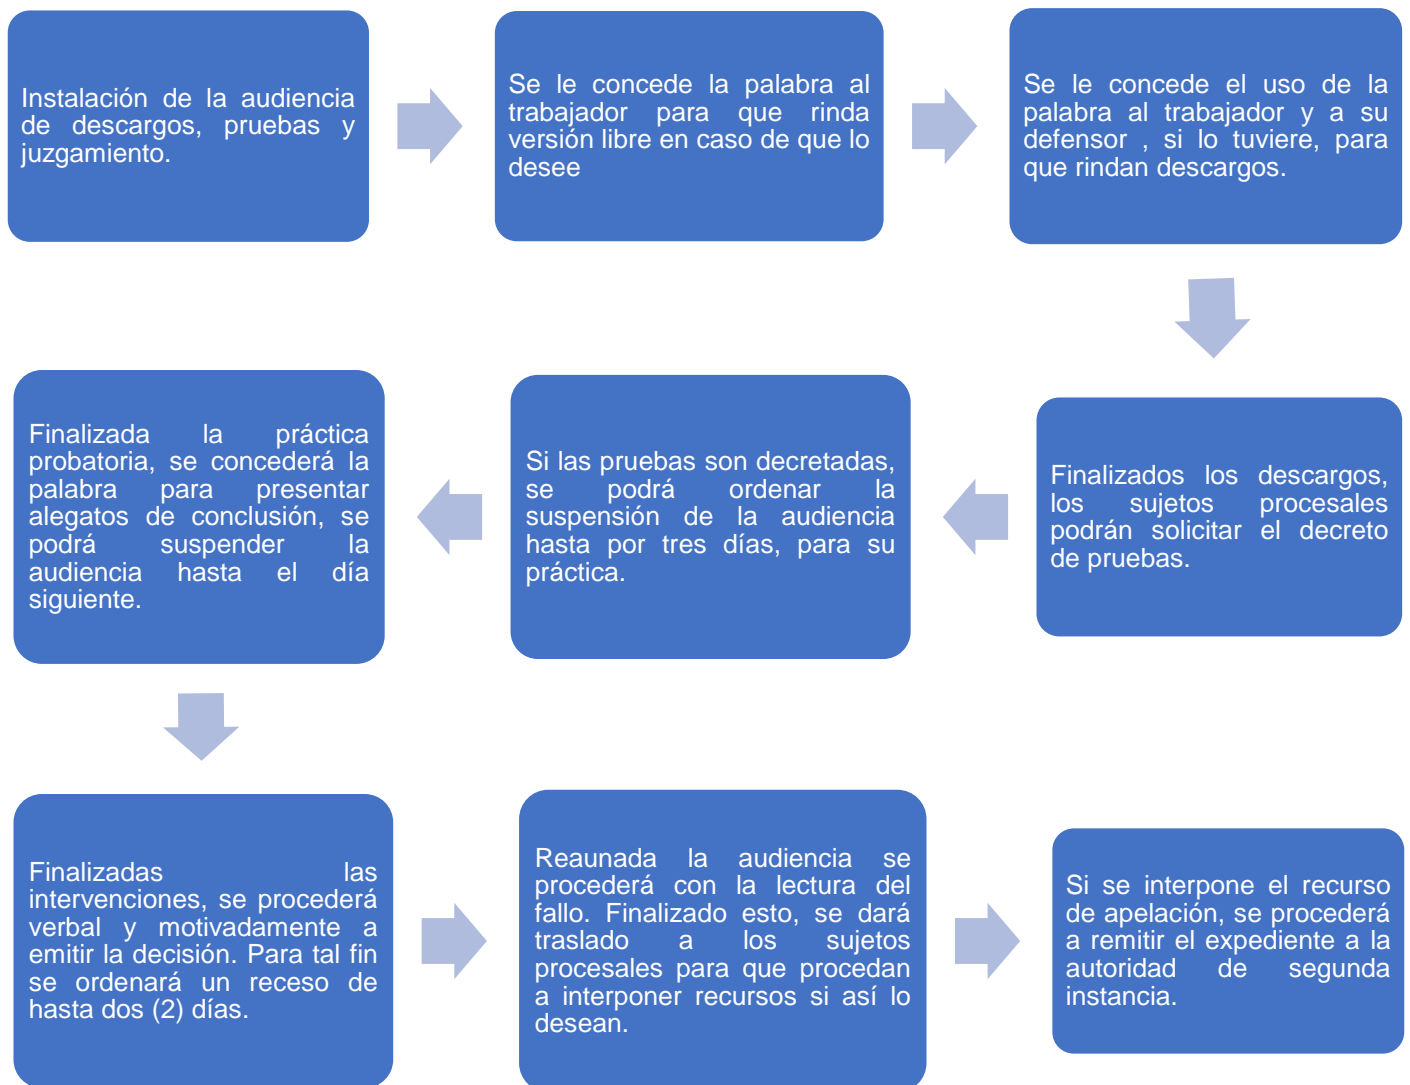 Instalación de la audiencia
de descargos, pruebas y
juzgamiento.
Se le concede la palabra al
trabajador para que rinda
versión libre en caso de que lo
desee
Se le concede el uso de la
palabra al trabajador y a su
defensor , si lo tuviere, para
que rindan descargos.
Finalizados los descargos,
los sujetos procesales
podrán solicitar el decreto
de pruebas.
Si las pruebas son decretadas,
se podrá ordenar la
suspensión de la audiencia
hasta por tres días, para su
práctica.
Finalizada la práctica
probatoria, se concederá la
palabra para presentar
alegatos de conclusión, se
podrá suspender la
audiencia hasta el día
siguiente.
Finalizadas las
intervenciones, se procederá
verbal y motivadamente a
emitir la decisión. Para tal fin
se ordenará un receso de
hasta dos (2) días.
Reaunada la audiencia se
procederá con la lectura del
fallo. Finalizado esto, se dará
traslado a los sujetos
procesales para que procedan
a interponer recursos si así lo
desean.
Si se interpone el recurso
de apelación, se procederá
a remitir el expediente a la
autoridad de segunda
instancia.